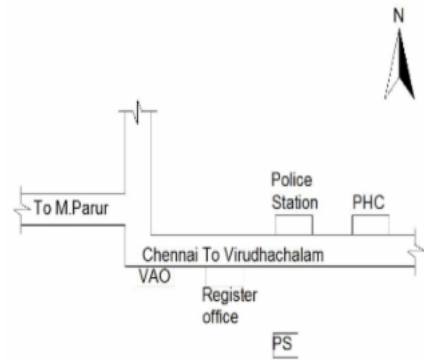 N
Police
Station
PHC
To M.Parur
Chennai To Virudhachalam
VAO
Register
office
PS